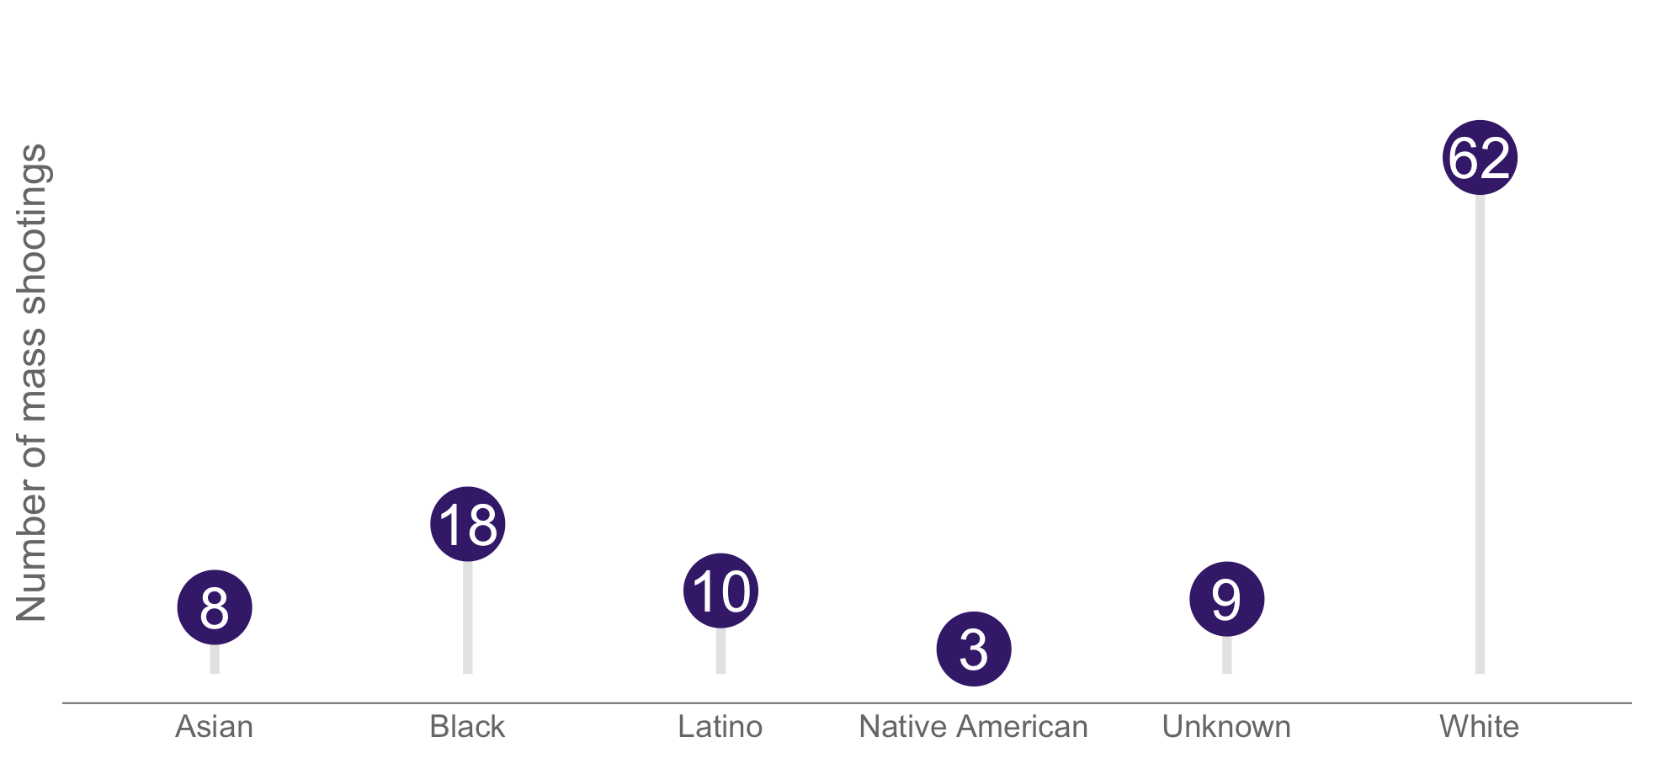 Number of mass shootings
62
18
10
9
8
3
Asian
Black
Latino
Native American
Unknown
White